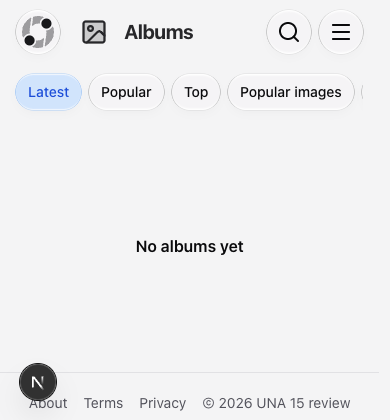 Albums
Latest Popular Top Popular images
No albums yet
N
About Terms Privacy © 2026 UNA 15 review